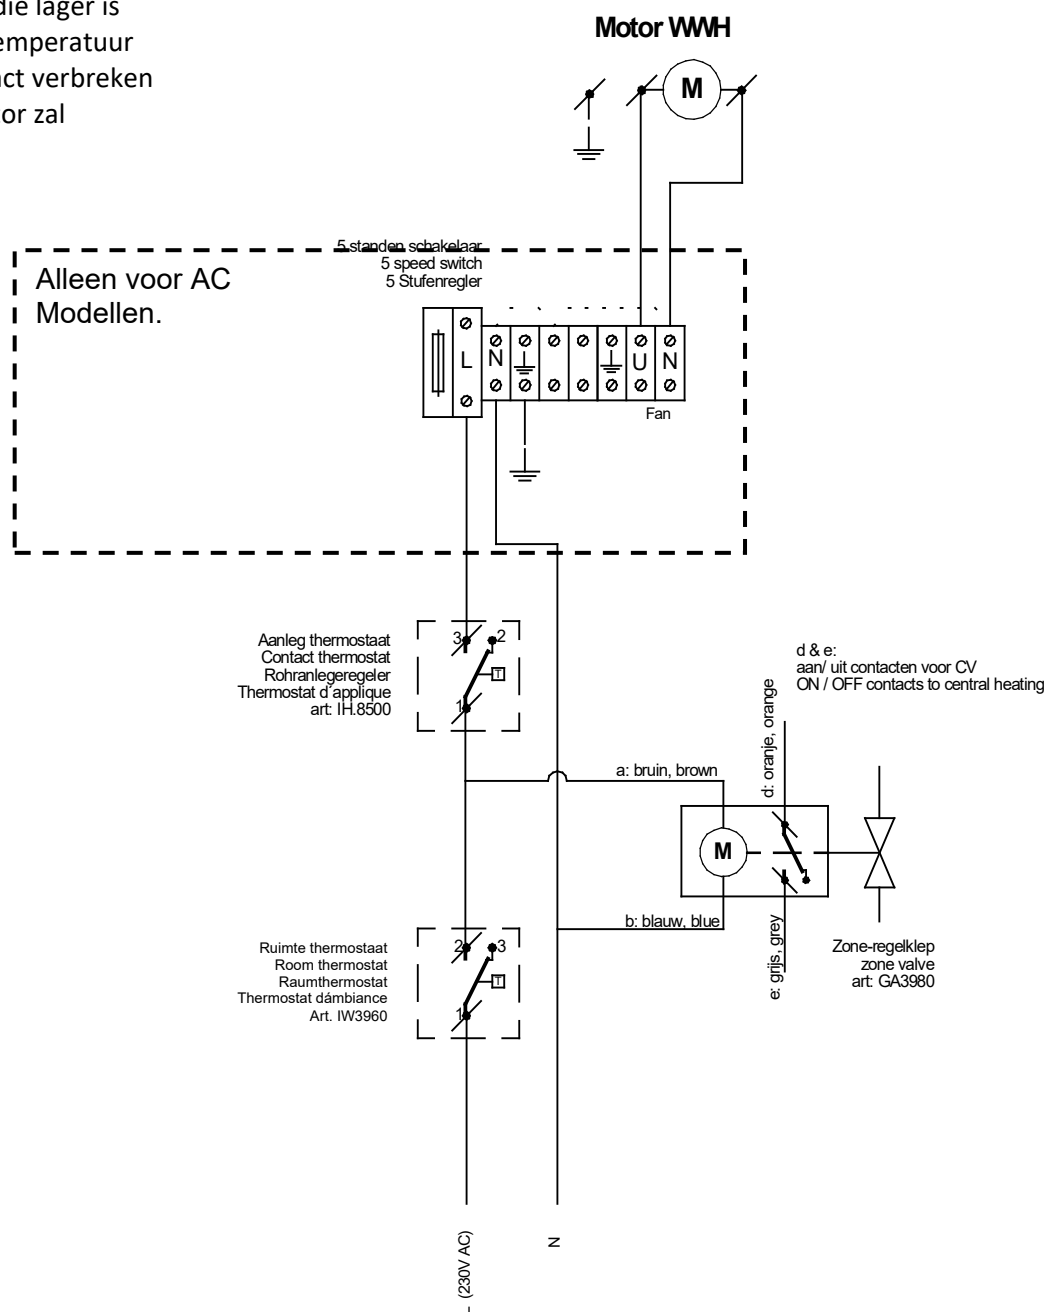 die lager is
emperatuur
act verbreken
or zal
Motor WWH
M
5 standen schakelaar
5 speed switch
5 Stufenregler
Alleen voor AC
Modellen.
L
N
U
N
Fan
Aanleg thermostaat
Contact thermostat
Rohranlegeregeler
Thermostat d´applique
art: IH.8500
3
2
T
1
d & e:
aan/ uit contacten voor CV
ON / OFF contacts to central heating
d: oranje, orange
a: bruin, brown
M
b: blauw, blue
e: grijs, grey
Zone-regelklep
zone valve
art: GA3980
Ruimte thermostaat
Room thermostat
Raumthermostat
Thermostat dámbiance
Art. IW3960
2
3
T
1
(230V AC)
N